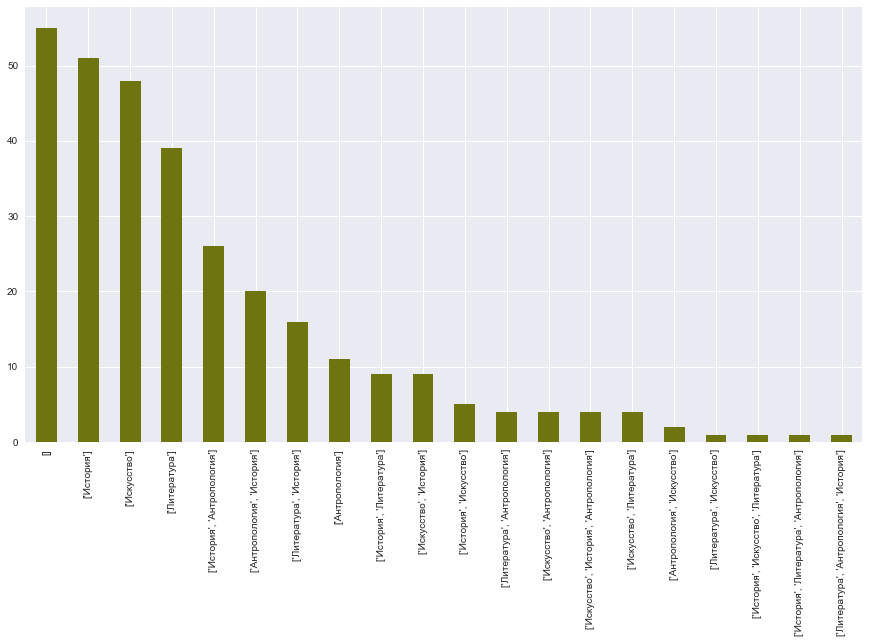 50
40
30
20
10
0
[]
['История']
['Искусство']
['Литература']
['История', 'Антропология']
['Антропология', 'История']
['Литература', 'История']
['Антропология']
['История', 'Литература']
['Искусство', 'История']
['История', 'Искусство']
['Литература', 'Антропология']
['Искусство', 'Антропология']
['Искусство', 'История', 'Антропология']
['Искусство', 'Литература']
['Антропология', 'Искусство']
['Литература', 'Искусство']
['История', 'Искусство', 'Литература']
['История', 'Литература', 'Антропология']
['Литература', 'Антропология', 'История']